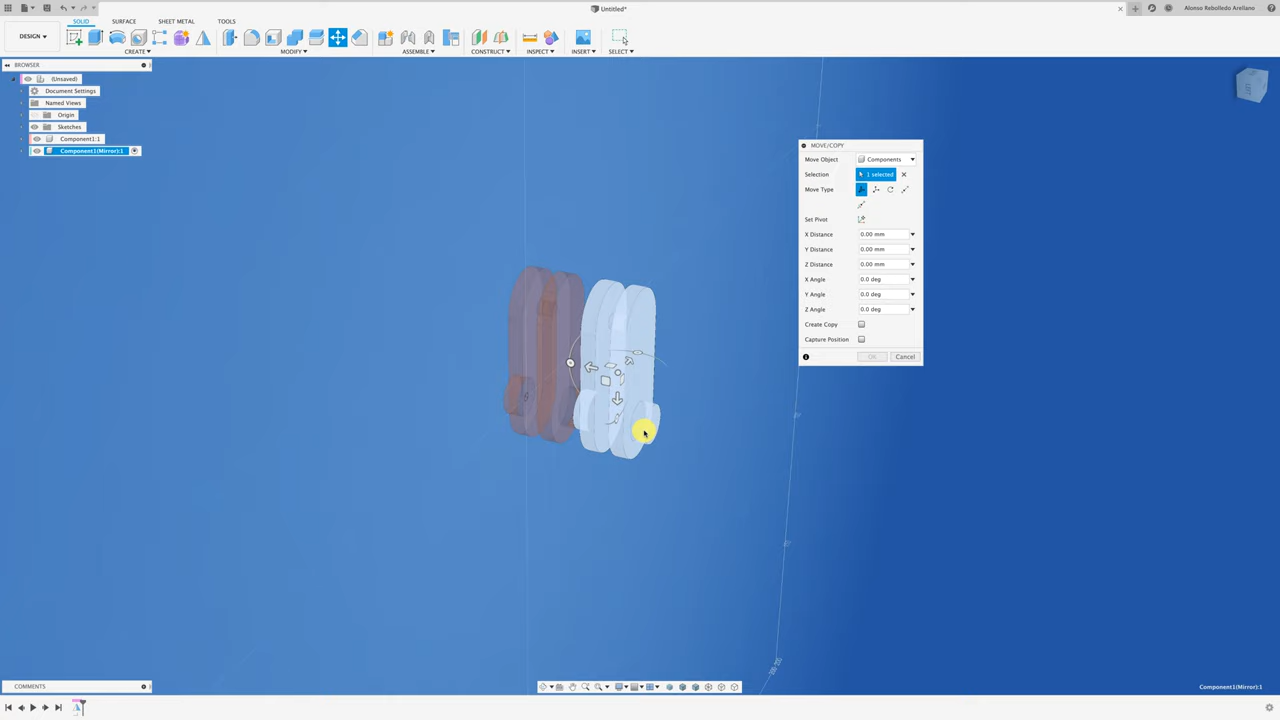 Untitled*
Alonso Rebolledo Arellano
DESIGN
SOLID SURFACE SHEET METAL TOOLS
CREATE MODIFY ASSEMBLE CONSTRUCT INSPECT INSERT SELECT
BROWSER
(Unsaved)
Document Settings
Named Views
Origin
Sketches
Component1:1
Component1(Mirror):1
LEFT
MOVE/COPY
Move Object Components
Selection 1 selected
Move Type
Set Pivot
X Distance 0.00 mm
Y Distance 0.00 mm
Z Distance 0.00 mm
X Angle 0.0 deg
Y Angle 0.0 deg
Z Angle 0.0 deg
Create Copy
Capture Position
OK Cancel
COMMENTS
Component1(Mirror):1